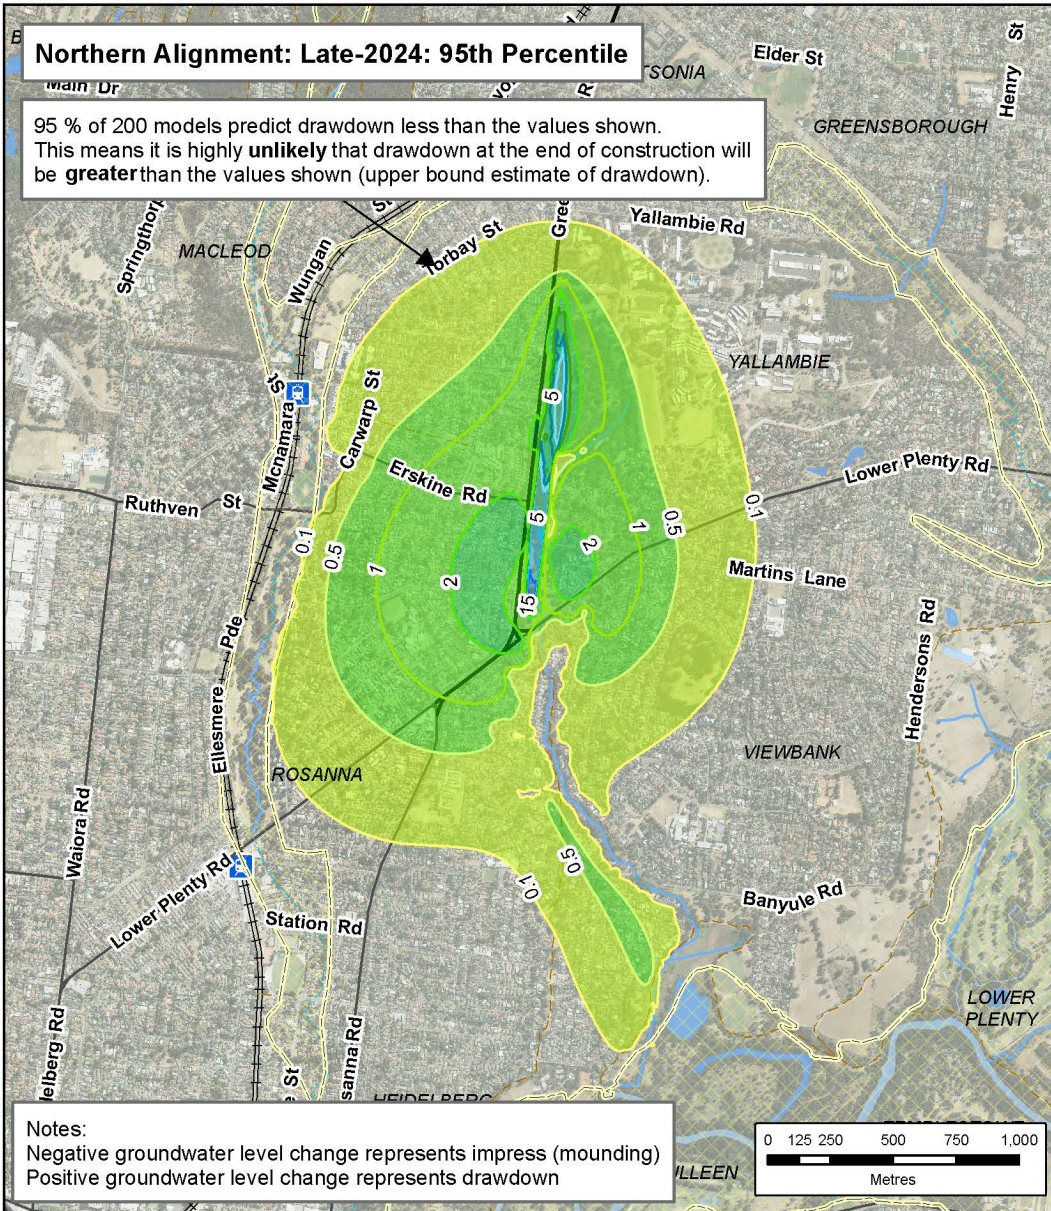 Northern Alignment: Late-2024: 95th Percentile
Elder St
Henry St
Main Dr
GREENSBOROUGH
95 % of 200 models predict drawdown less than the values shown.
This means it is highly unlikely that drawdown at the end of construction will
be greater than the values shown (upper bound estimate of drawdown).
St
Yallambie Rd
MACLEOD
Torbay St
Wungan
YALLAMBIE
St
Carwarp St
5
Mcnamara
Erskine Rd
Lower Plenty Rd
Ruthven St
0.1
0.5
1
2
5
15
2
1
0.5
0.1
Martins Lane
Pde
Hendersons Rd
Ellesmere
VIEWBANK
ROSANNA
Waiora Rd
0.5
0.1
Lower Plenty Rd
Banyule Rd
Station Rd
LOWER
PLENTY
Rd
St
HEIDELBERG
Notes:
Negative groundwater level change represents impress (mounding)
Positive groundwater level change represents drawdown
0 125 250 500 750 1,000
Metres